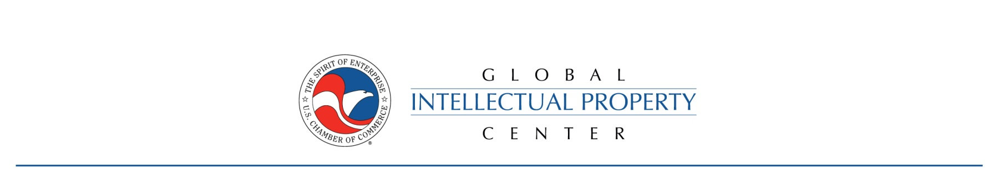 THE SPIRIT OF ENTERPRISE
U.S. CHAMBER OF COMMERCE
®
GLOBAL
INTELLECTUAL PROPERTY
CENTER